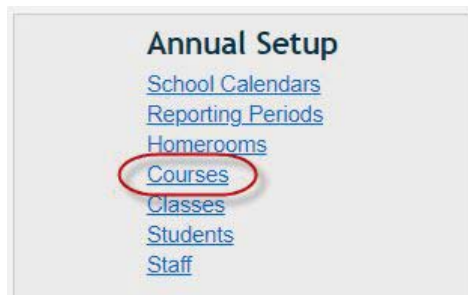 Annual Setup
School Calendars
Reporting Periods
Homerooms
Courses
Classes
Students
Staff